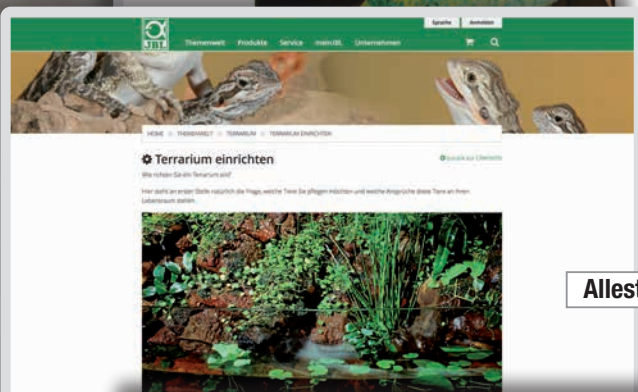 Sprache Anmelden
JBL
Themenwelt Produkte Service meinJBL Unternehmen
HOME THEMENWELT TERRARIUM TERRARIUM EINRICHTEN
Terrarium einrichten
zurück zur Übersicht
Wie richten Sie ein Terrarium ein?
Hier steht an erster Stelle natürlich die Frage, welche Tiere Sie pflegen möchten und welche Ansprüche diese Tiere an ihren
Lebensraum stellen.
Allest